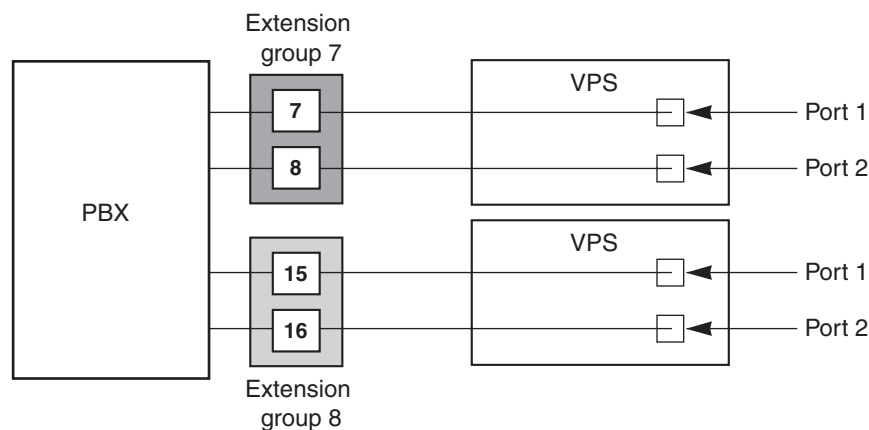 Extension
group 7
PBX
7
8
VPS
Port 1
Port 2
15
16
VPS
Port 1
Port 2
Extension
group 8